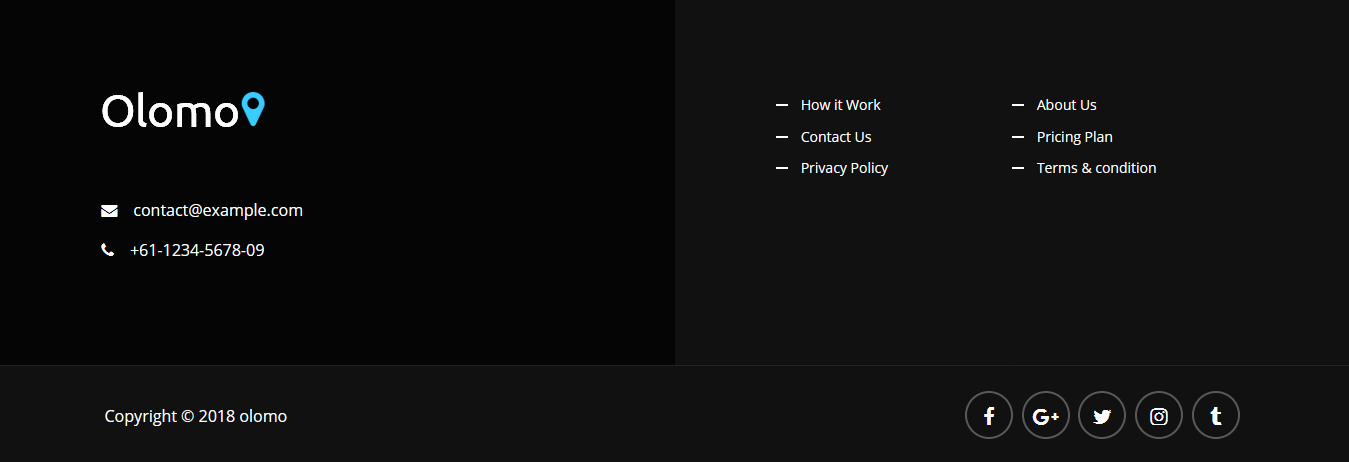 Olomo
contact@example.com
+61-1234-5678-09
How it Work
Contact Us
Privacy Policy
About Us
Pricing Plan
Terms & condition
Copyright © 2018 olomo